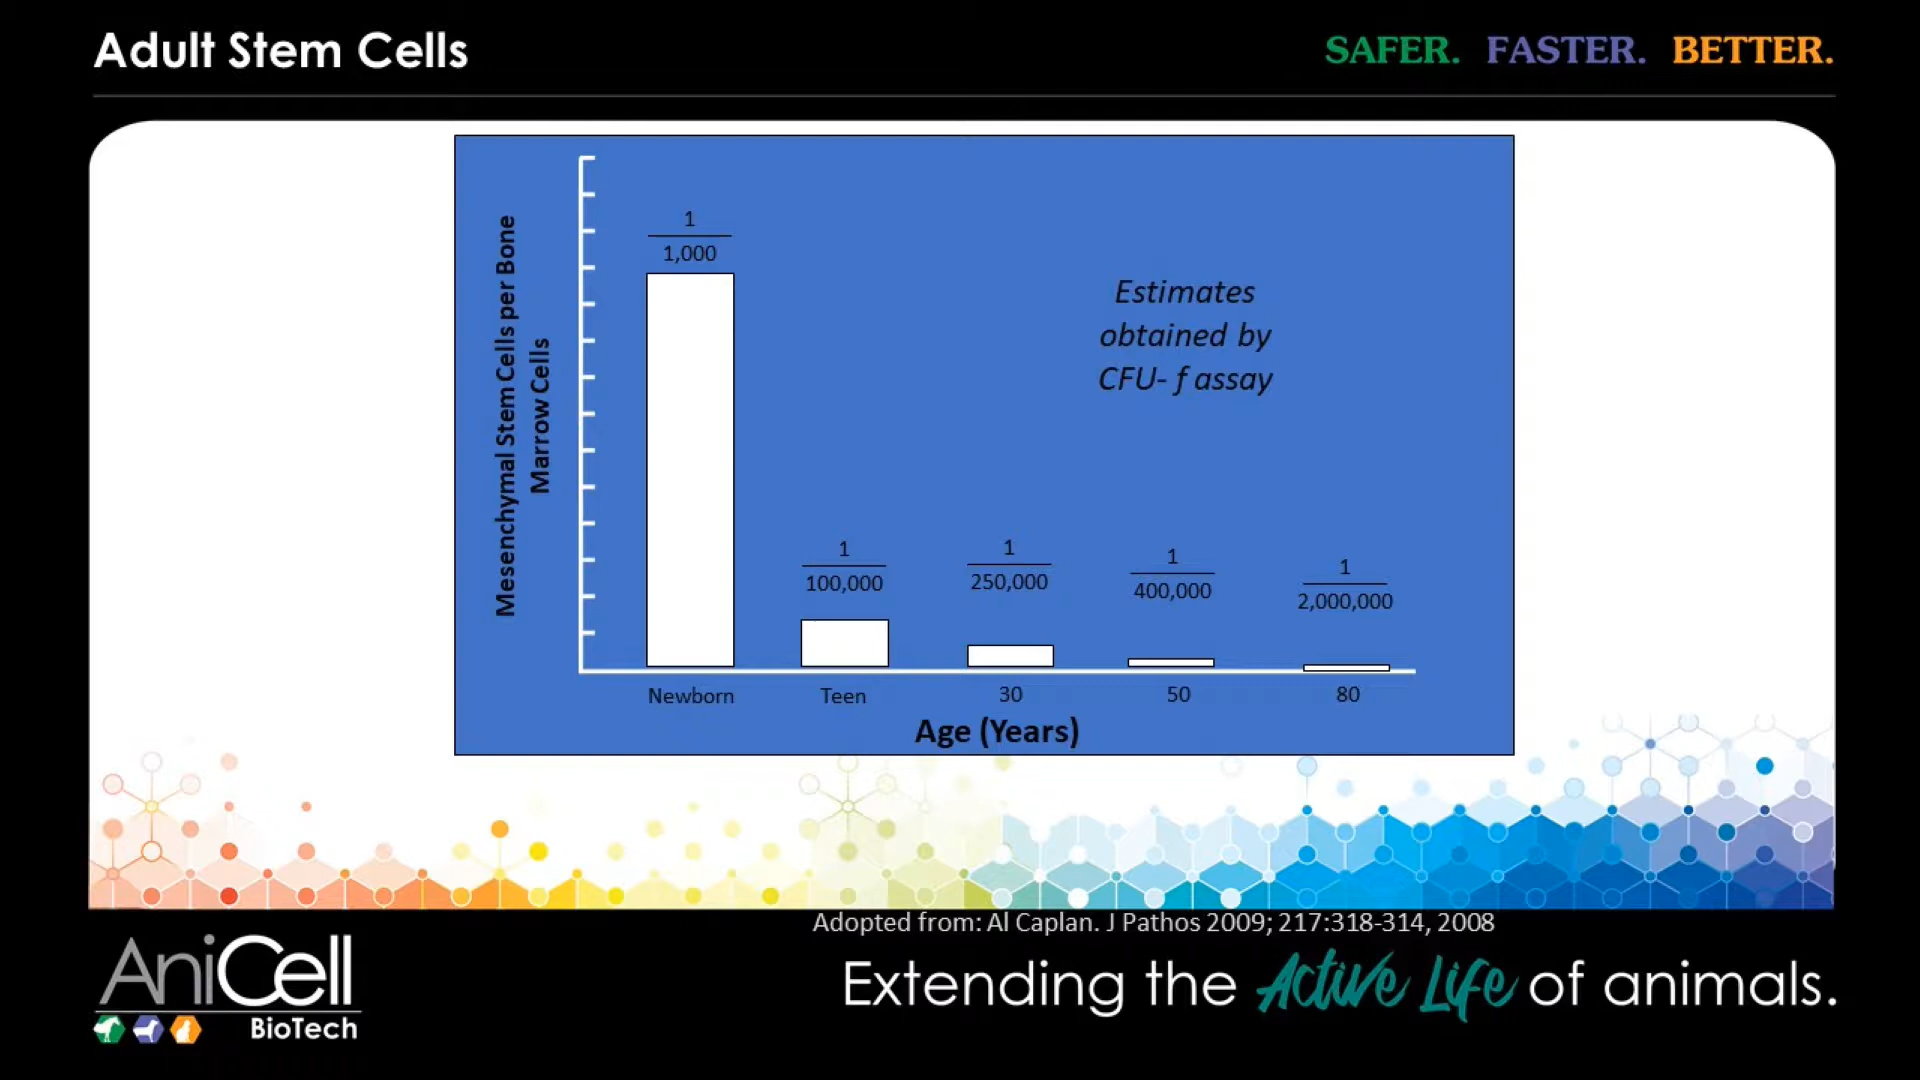 Adult Stem Cells
SAFER. FASTER. BETTER.
Mesenchymal Stem Cells per Bone
Marrow Cells
1
1,000
1
100,000
1
250,000
1
400,000
1
2,000,000
Estimates
obtained by
CFU- f assay
Newborn
Teen
30
50
80
Age (Years)
Adopted from: Al Caplan. J Pathos 2009; 217:318-314, 2008
AniCell
BioTech
Extending the Active Life of animals.